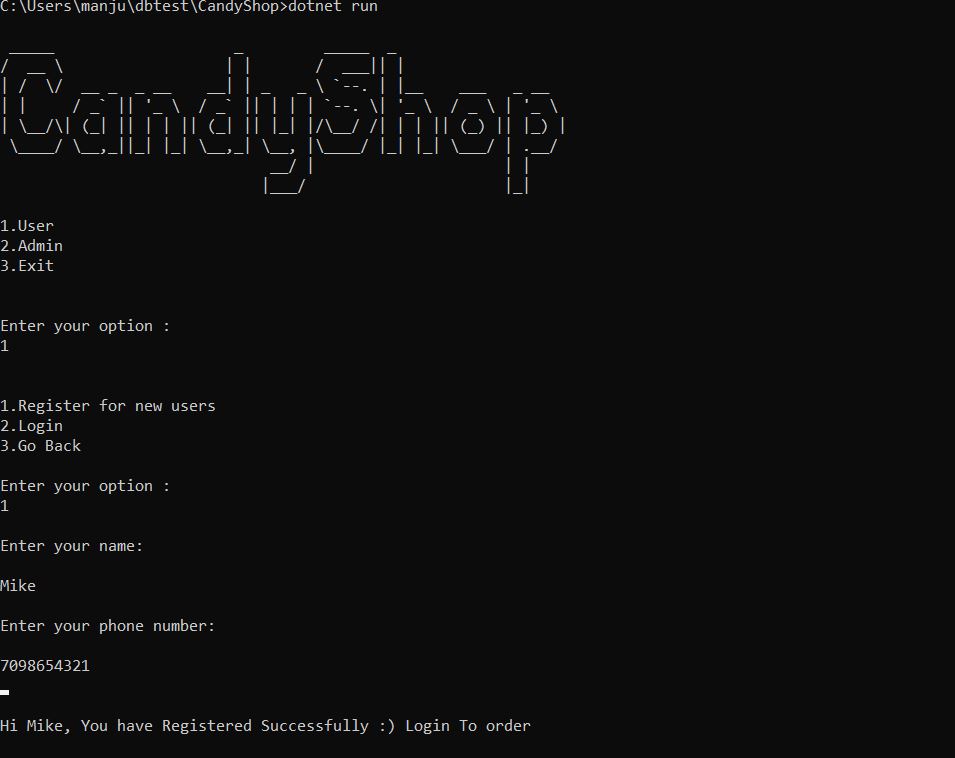 C:\Users\manju\dbtest\CandyShop>dotnet run
CandyShop
1.User
2.Admin
3.Exit
Enter your option :
1
1.Register for new users
2.Login
3.Go Back
Enter your option :
1
Enter your name:
Mike
Enter your phone number:
7098654321
Hi Mike, You have Registered Successfully :) Login To order